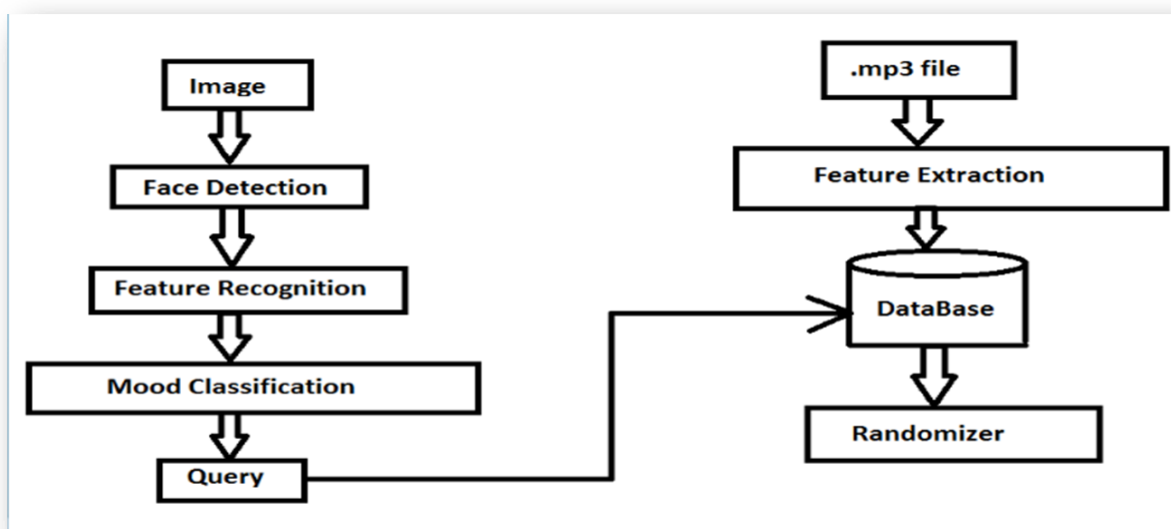 Image
Face Detection
Feature Recognition
Mood Classification
Query
.mp3 file
Feature Extraction
DataBase
Randomizer